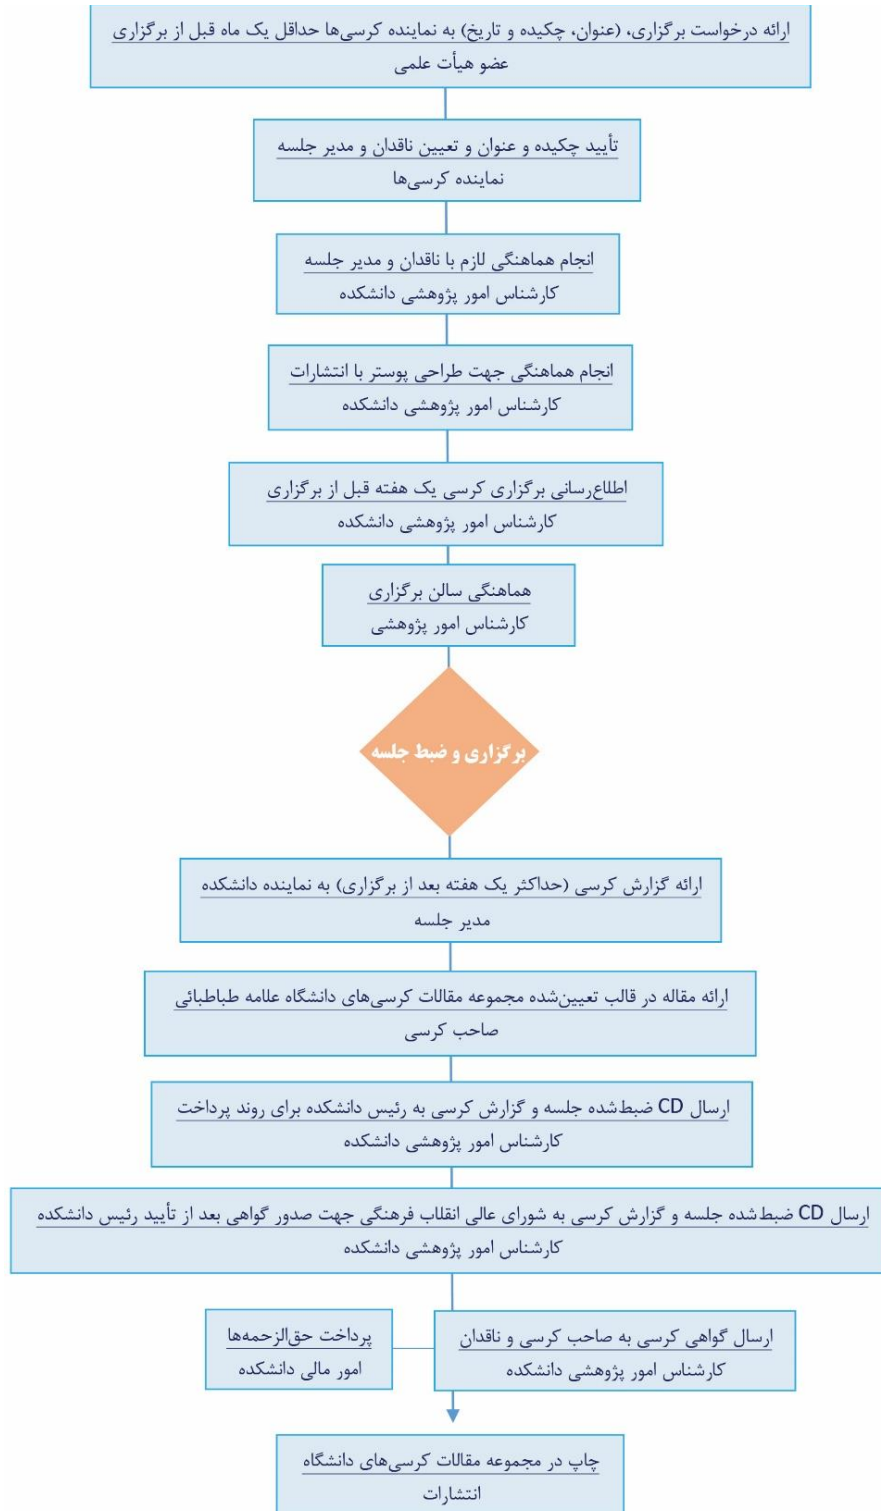 ارائه درخواست برگزاری، (عنوان، چکیده و تاریخ) به نماینده کرسی‌ها حداقل یک ماه قبل از برگزاری
عضو هیأت علمی
تأیید چکیده و عنوان و تعیین ناقدان و مدیر جلسه
نماینده کرسی‌ها
انجام هماهنگی لازم با ناقدان و مدیر جلسه
کارشناس امور پژوهشی دانشکده
انجام هماهنگی جهت طراحی پوستر با انتشارات
کارشناس امور پژوهشی دانشکده
اطلاع‌رسانی برگزاری کرسی یک هفته قبل از برگزاری
کارشناس امور پژوهشی دانشکده
هماهنگی سالن برگزاری
کارشناس امور پژوهشی
برگزاری و ضبط جلسه
ارائه گزارش کرسی (حداکثر یک هفته بعد از برگزاری) به نماینده دانشکده
مدیر جلسه
ارائه مقاله در قالب تعیین‌شده مجموعه مقالات کرسی‌های دانشگاه علامه طباطبائی
صاحب کرسی
ارسال CD ضبط‌شده جلسه و گزارش کرسی به رئیس دانشکده برای روند پرداخت
کارشناس امور پژوهشی دانشکده
ارسال CD ضبط‌شده جلسه و گزارش کرسی به شورای عالی انقلاب فرهنگی جهت صدور گواهی بعد از تأیید رئیس دانشکده
کارشناس امور پژوهشی دانشکده
ارسال گواهی کرسی به صاحب کرسی و ناقدان
کارشناس امور پژوهشی دانشکده
پرداخت حق‌الزحمه‌ها
امور مالی دانشکده
چاپ در مجموعه مقالات کرسی‌های دانشگاه
انتشارات